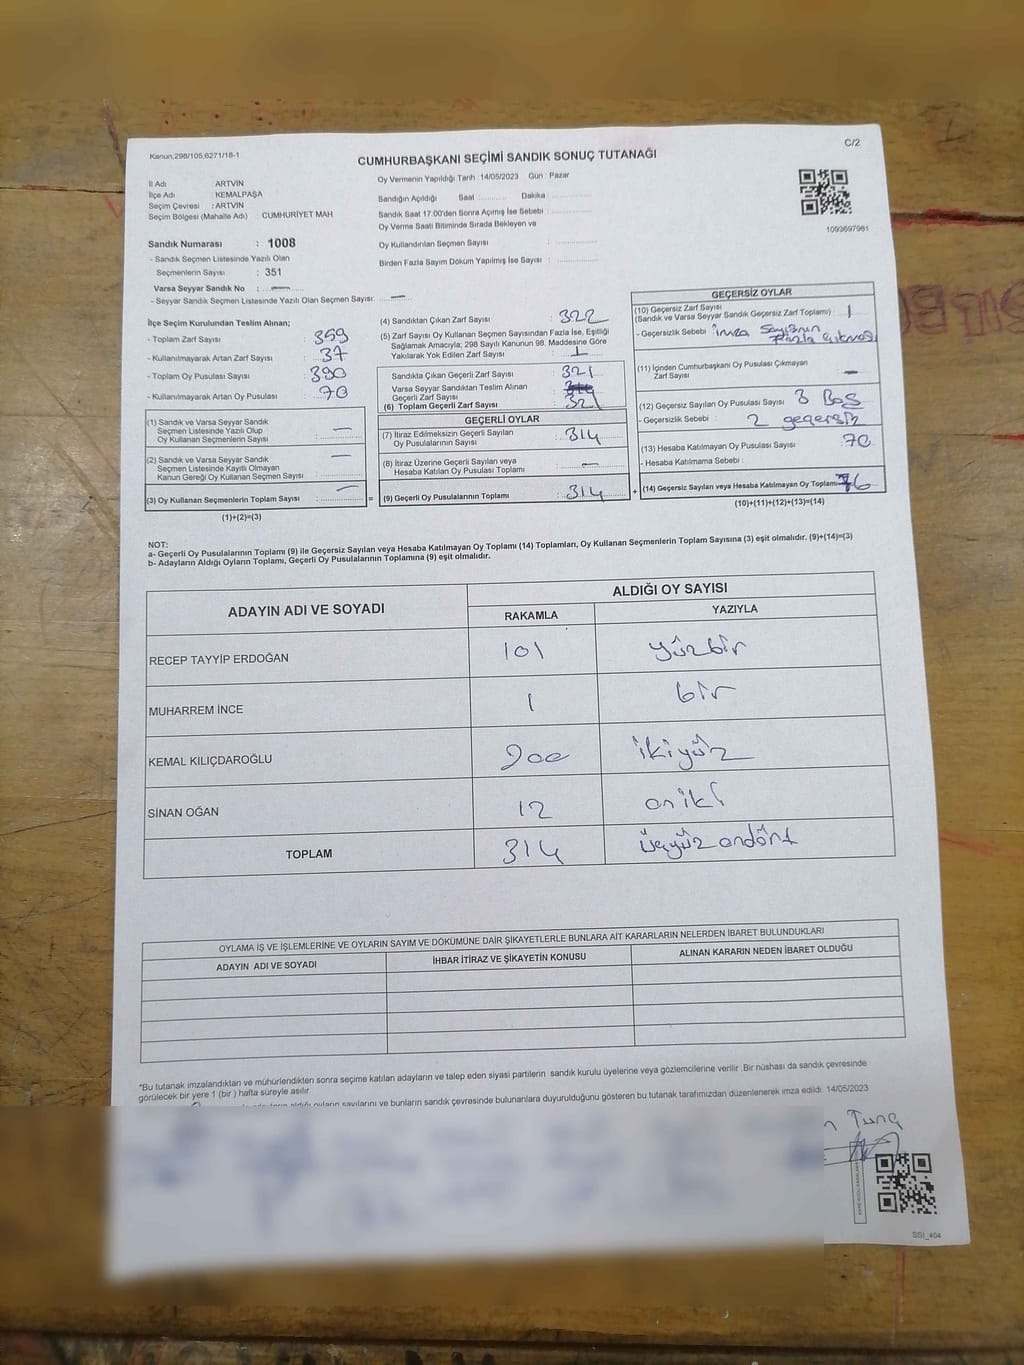 Kanun:298/105,6271/18-1
C/2
CUMHURBAŞKANI SEÇİMİ SANDIK SONUÇ TUTANAĞI
İl Adı : ARTVİN
İlçe Adı : KEMALPAŞA
Seçim Çevresi : ARTVİN
Seçim Bölgesi (Mahalle Adı) : CUMHURİYET MAH.
Sandık Numarası : 1008
- Sandık Seçmen Listesinde Yazılı Olan
Seçmenlerin Sayısı : 351
Varsa Seyyar Sandık No : —
- Seyyar Sandık Seçmen Listesinde Yazılı Olan Seçmen Sayısı: —
Oy Vermenin Yapıldığı Tarih :14/05/2023 Gün : Pazar
Sandığın Açıldığı Saat : Dakika :
Sandık Saat 17.00'den Sonra Açılmış İse Sebebi :
Oy Verme Saati Bitiminde Sırada Bekleyen ve
Oy Kullandırılan Seçmen Sayısı :
Birden Fazla Sayım Döküm Yapılmış İse Sayısı :
1093697981
İlçe Seçim Kurulundan Teslim Alınan;
- Toplam Zarf Sayısı : 359
- Kullanılmayarak Artan Zarf Sayısı : 37
- Toplam Oy Pusulası Sayısı : 390
- Kullanılmayarak Artan Oy Pusulası : 70
(1) Sandık ve Varsa Seyyar Sandık
Seçmen Listesinde Yazılı Olup
Oy Kullanan Seçmenlerin Sayısı : —
(2) Sandık ve Varsa Seyyar Sandık
Seçmen Listesinde Kayıtlı Olmayan
Kanun Gereği Oy Kullanan Seçmen Sayısı : —
(3) Oy Kullanan Seçmenlerin Toplam Sayısı : —
(1)+(2)=(3)
(4) Sandıktan Çıkan Zarf Sayısı : 322
(5) Zarf Sayısı Oy Kullanan Seçmen Sayısından Fazla İse, Eşitliği
Sağlamak Amacıyla; 298 Sayılı Kanunun 98. Maddesine Göre
Yakılarak Yok Edilen Zarf Sayısı : 1
Sandıkta Çıkan Geçerli Zarf Sayısı : 321
Varsa Seyyar Sandıktan Teslim Alınan
Geçerli Zarf Sayısı :
(6) Toplam Geçerli Zarf Sayısı : 321
GEÇERLİ OYLAR
(7) İtiraz Edilmeksizin Geçerli Sayılan
Oy Pusulalarının Sayısı : 314
(8) İtiraz Üzerine Geçerli Sayılan veya
Hesaba Katılan Oy Pusulası Toplamı : —
= (9) Geçerli Oy Pusulalarının Toplamı : 314
GEÇERSİZ OYLAR
(10) Geçersiz Zarf Sayısı
(Sandık ve Varsa Seyyar Sandık Geçersiz Zarf Toplamı) : 1
- Geçersizlik Sebebi : imza sayısının
fazla çıkması
(11) İçinden Cumhurbaşkanı Oy Pusulası Çıkmayan
Zarf Sayısı : —
(12) Geçersiz Sayılan Oy Pusulası Sayısı : 3 Boş
- Geçersizlik Sebebi : 2 geçersiz
(13) Hesaba Katılmayan Oy Pusulası Sayısı : 70
- Hesaba Katılmama Sebebi :
+ (14) Geçersiz Sayılan veya Hesaba Katılmayan Oy Toplamı: 76
(10)+(11)+(12)+(13)=(14)
NOT:
a- Geçerli Oy Pusulalarının Toplamı (9) ile Geçersiz Sayılan veya Hesaba Katılmayan Oy Toplamı (14) Toplamları, Oy Kullanan Seçmenlerin Toplam Sayısına (3) eşit olmalıdır. (9)+(14)=(3)
b- Adayların Aldığı Oyların Toplamı, Geçerli Oy Pusulalarının Toplamına (9) eşit olmalıdır.
ADAYIN ADI VE SOYADI
ALDIĞI OY SAYISI
RAKAMLA YAZIYLA
RECEP TAYYİP ERDOĞAN 101 yüzbir
MUHARREM İNCE 1 bir
KEMAL KILIÇDAROĞLU 200 ikiyüz
SİNAN OĞAN 12 oniki
TOPLAM 314 üçyüz ondört
OYLAMA İŞ VE İŞLEMLERİNE VE OYLARIN SAYIM VE DÖKÜMÜNE DAİR ŞİKAYETLERLE BUNLARA AİT KARARLARIN NELERDEN İBARET BULUNDUKLARI
ADAYIN ADI VE SOYADI İHBAR İTİRAZ VE ŞİKAYETİN KONUSU ALINAN KARARIN NEDEN İBARET OLDUĞU
*Bu tutanak imzalandıktan ve mühürlendikten sonra seçime katılan adayların ve talep eden siyasi partilerin sandık kurulu üyelerine veya gözlemcilerine verilir .Bir nüshası da sandık çevresinde
görülecek bir yere 1 (bir ) hafta süreyle asılır.
aldığı oyların sayılarını ve bunların sandık çevresinde bulunanlara duyurulduğunu gösteren bu tutanak tarafımızdan düzenlenerek imza edildi. 14/05/2023
n Tunç
SSI_404